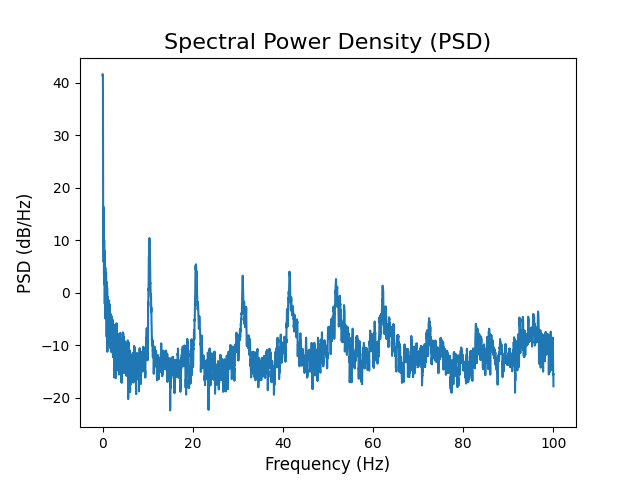 Spectral Power Density (PSD)
40
30
20
10
0
−10
−20
PSD (dB/Hz)
0 20 40 60 80 100
Frequency (Hz)